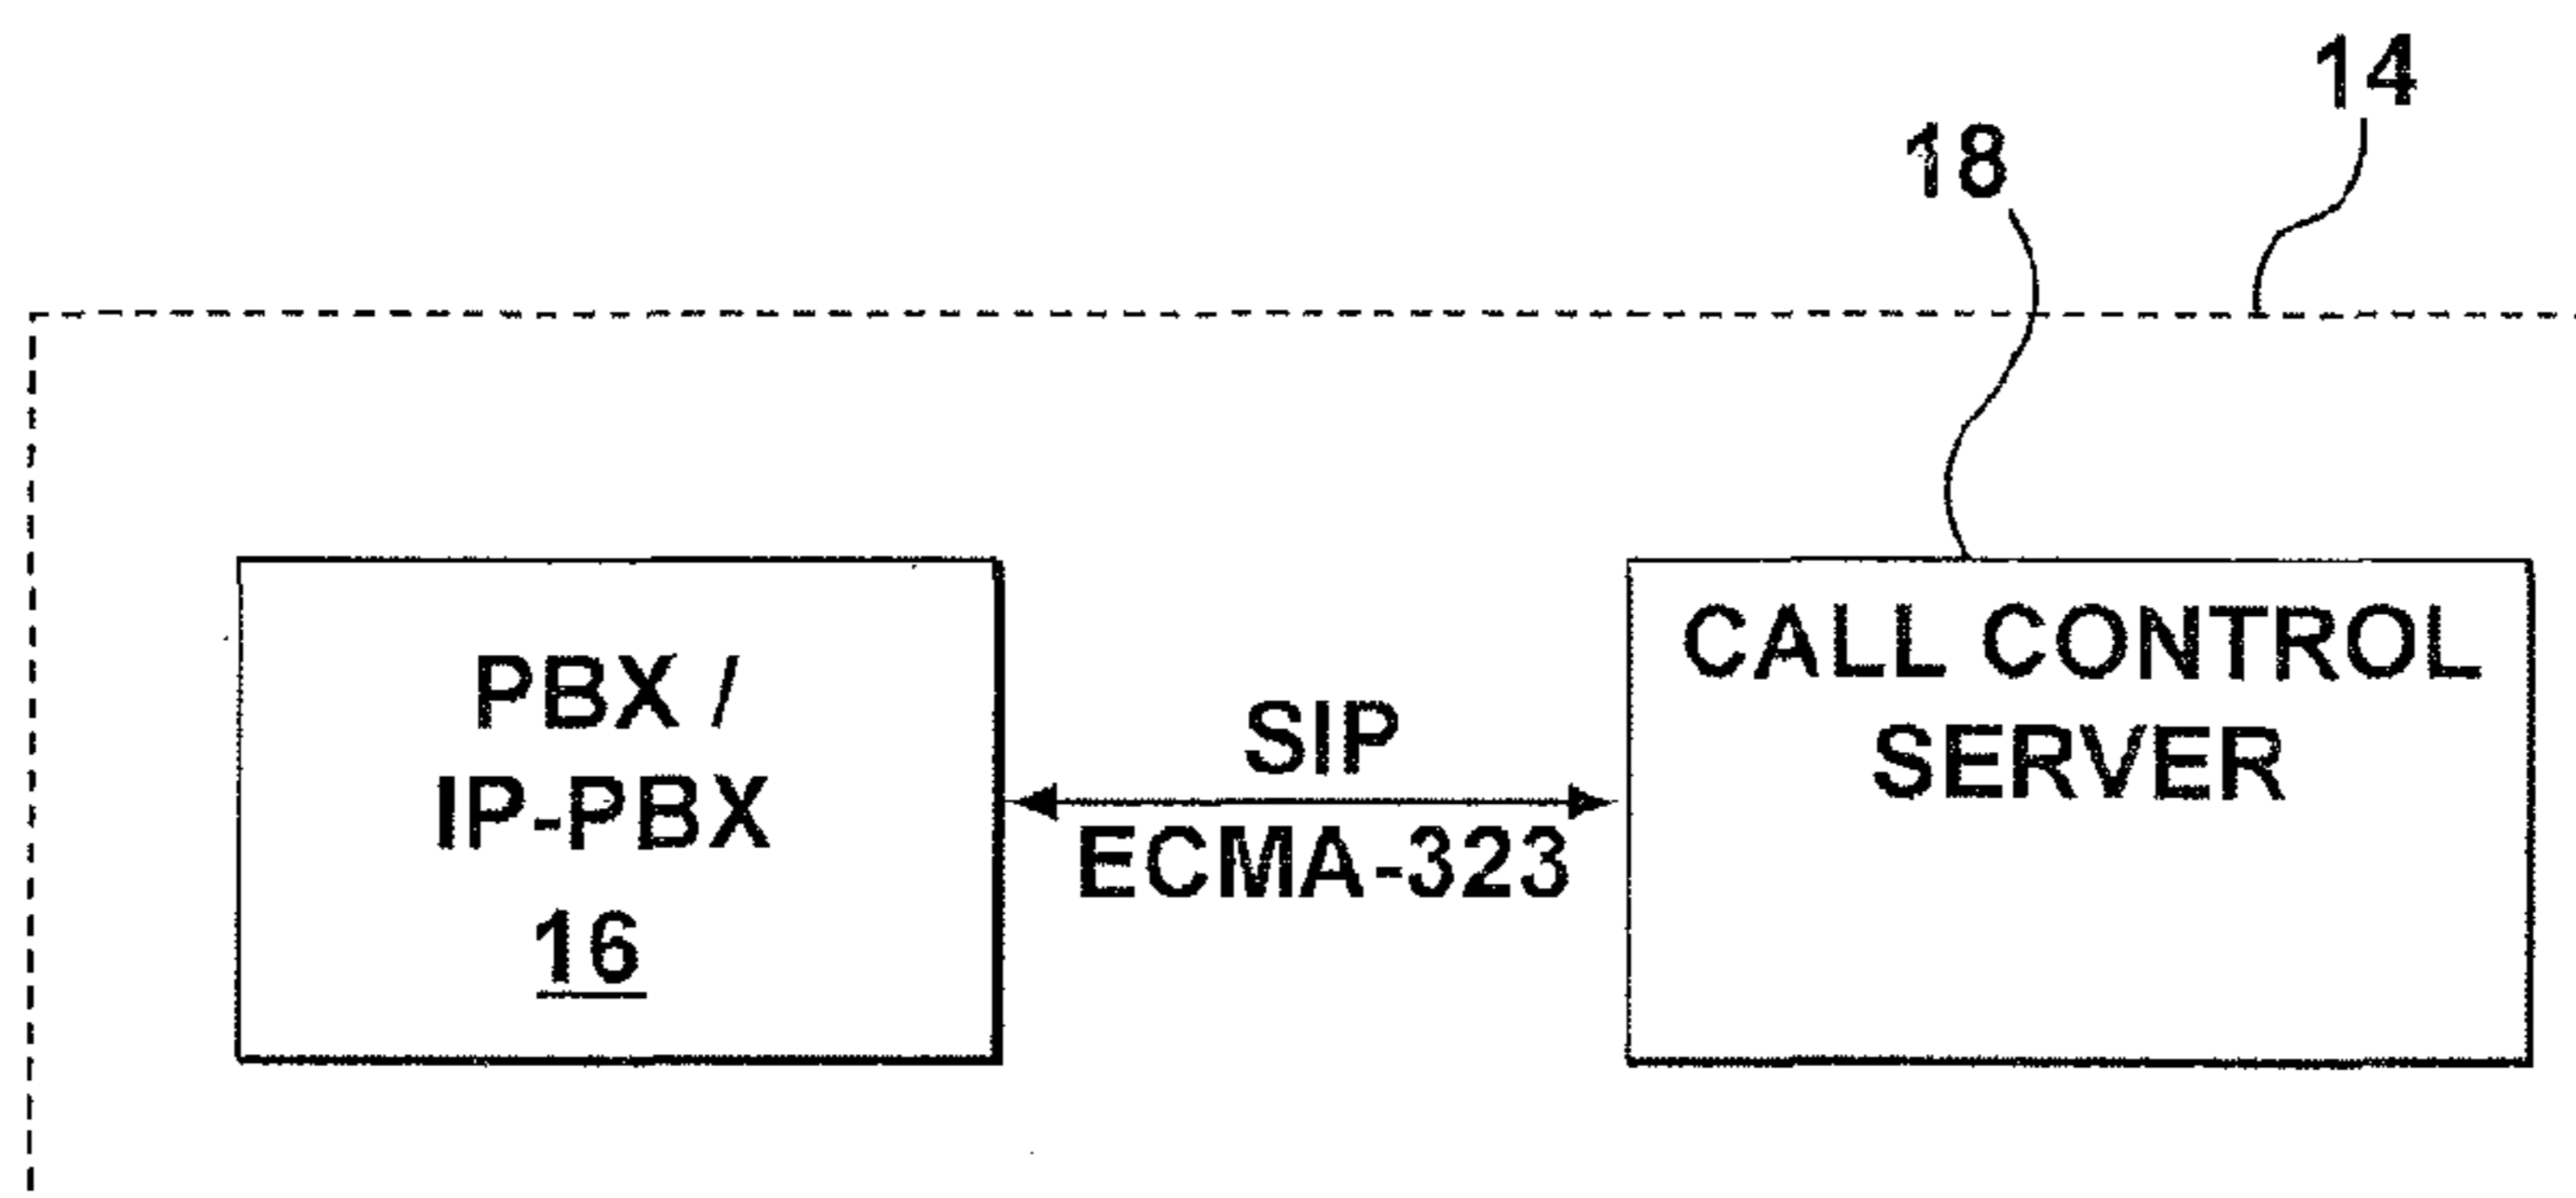 14
18
PBX /
IP-PBX
16
SIP
ECMA-323
CALL CONTROL
SERVER